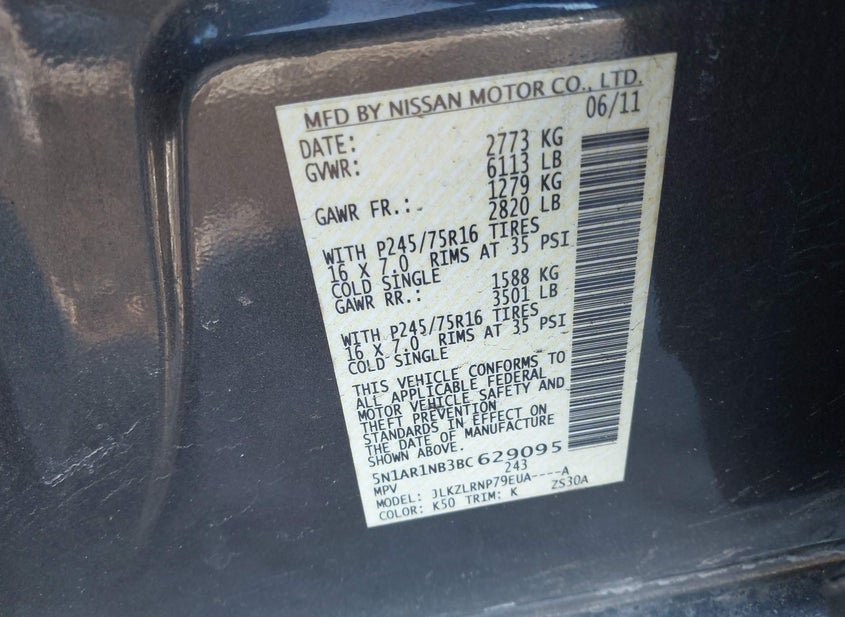 MFD BY NISSAN MOTOR CO., LTD.
DATE: 06/11
GVWR: 2773 KG
6113 LB
1279 KG
GAWR FR.: 2820 LB
WITH P245/75R16 TIRES
16 X 7.0 RIMS AT 35 PSI
COLD SINGLE
GAWR RR.: 1588 KG
3501 LB
WITH P245/75R16 TIRES
16 X 7.0 RIMS AT 35 PSI
COLD SINGLE
THIS VEHICLE CONFORMS TO
ALL APPLICABLE FEDERAL
MOTOR VEHICLE SAFETY AND
THEFT PREVENTION
STANDARDS IN EFFECT ON
THE DATE OF MANUFACTURE
SHOWN ABOVE.
5N1AR1NB3BC 629095
MPV 243
MODEL: JLKZLRNP79EUA----A
COLOR: K50 TRIM: K ZS30A